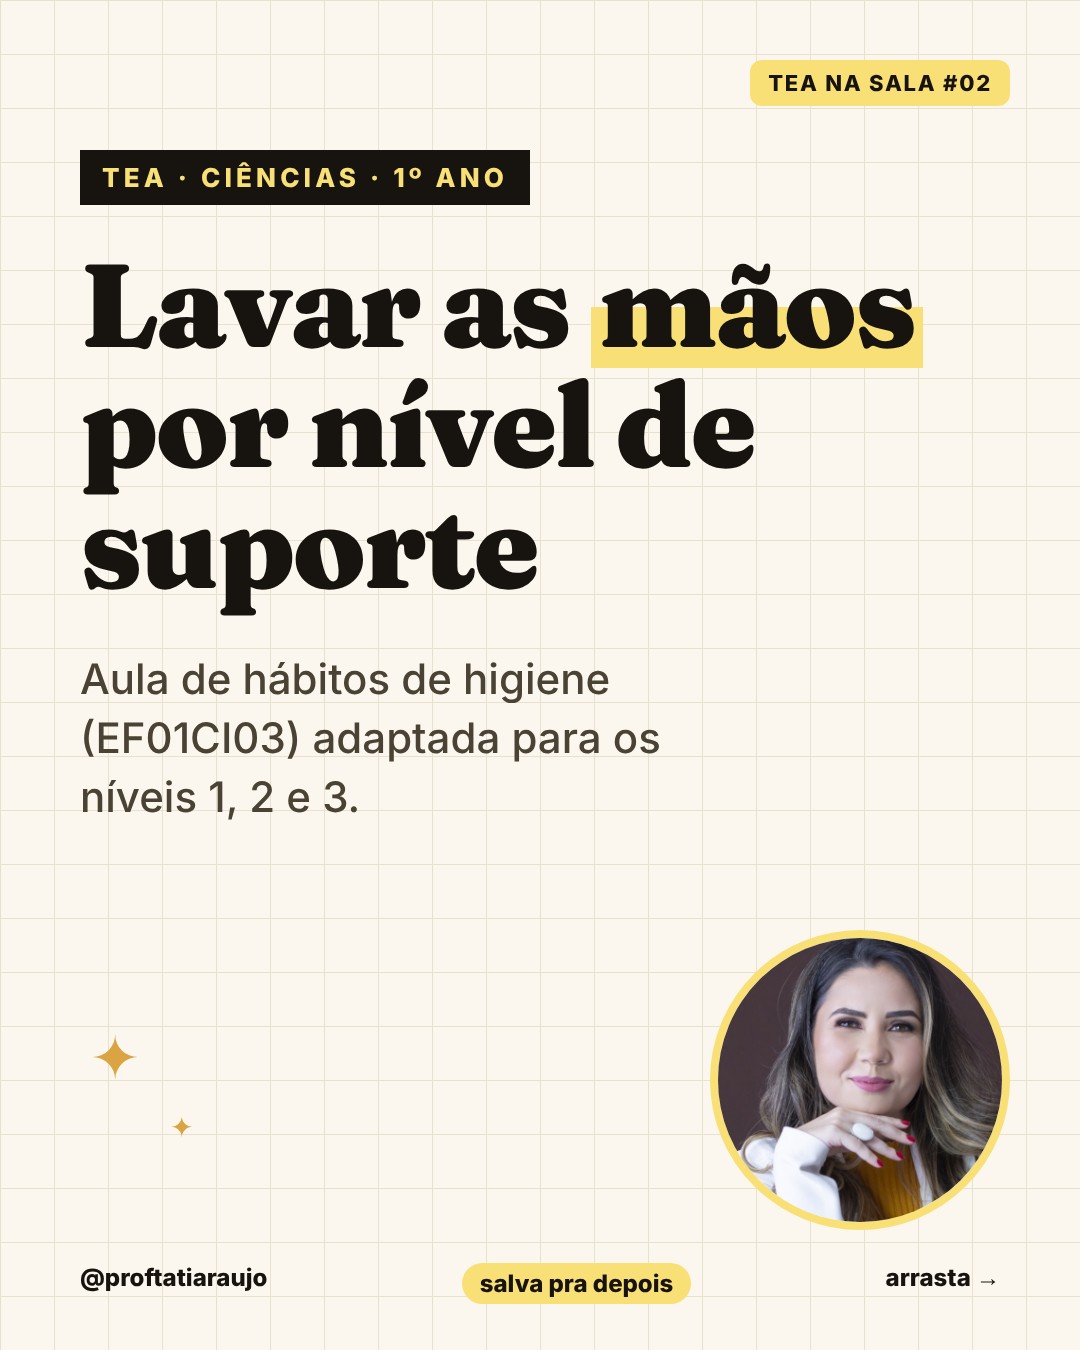 TEA NA SALA #02
TEA · CIÊNCIAS · 1º ANO
Lavar as mãos
por nível de
suporte
Aula de hábitos de higiene
(EF01CI03) adaptada para os
níveis 1, 2 e 3.
@proftatiaraujo
salva pra depois
arrasta →